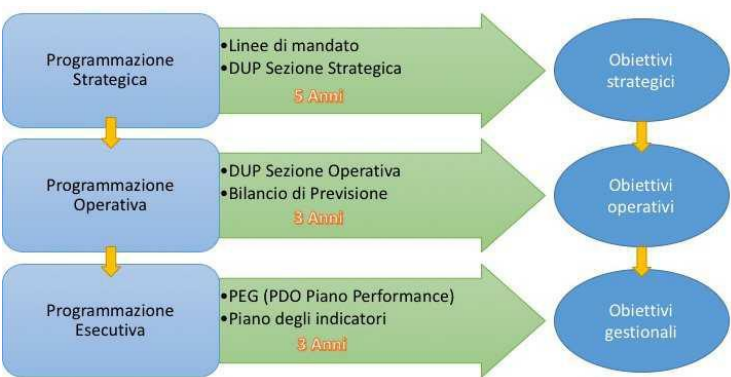 Programmazione
Strategica
•Linee di mandato
•DUP Sezione Strategica
5 Anni
Obiettivi
strategici
Programmazione
Operativa
•DUP Sezione Operativa
•Bilancio di Previsione
3 Anni
Obiettivi
operativi
Programmazione
Esecutiva
•PEG (PDO Piano Performance)
•Piano degli indicatori
3 Anni
Obiettivi
gestionali